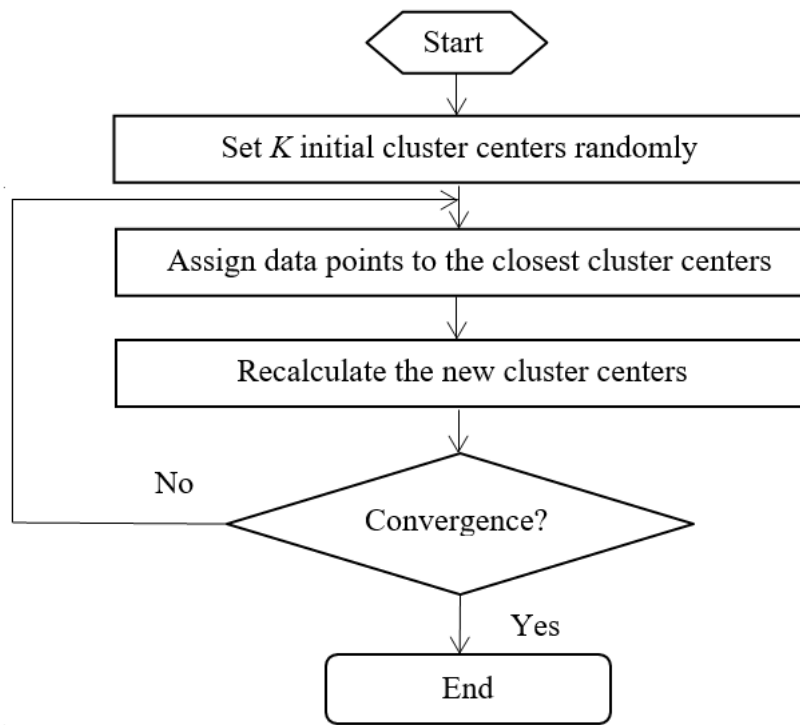 Start
Set K initial cluster centers randomly
Assign data points to the closest cluster centers
Recalculate the new cluster centers
No
Convergence?
Yes
End